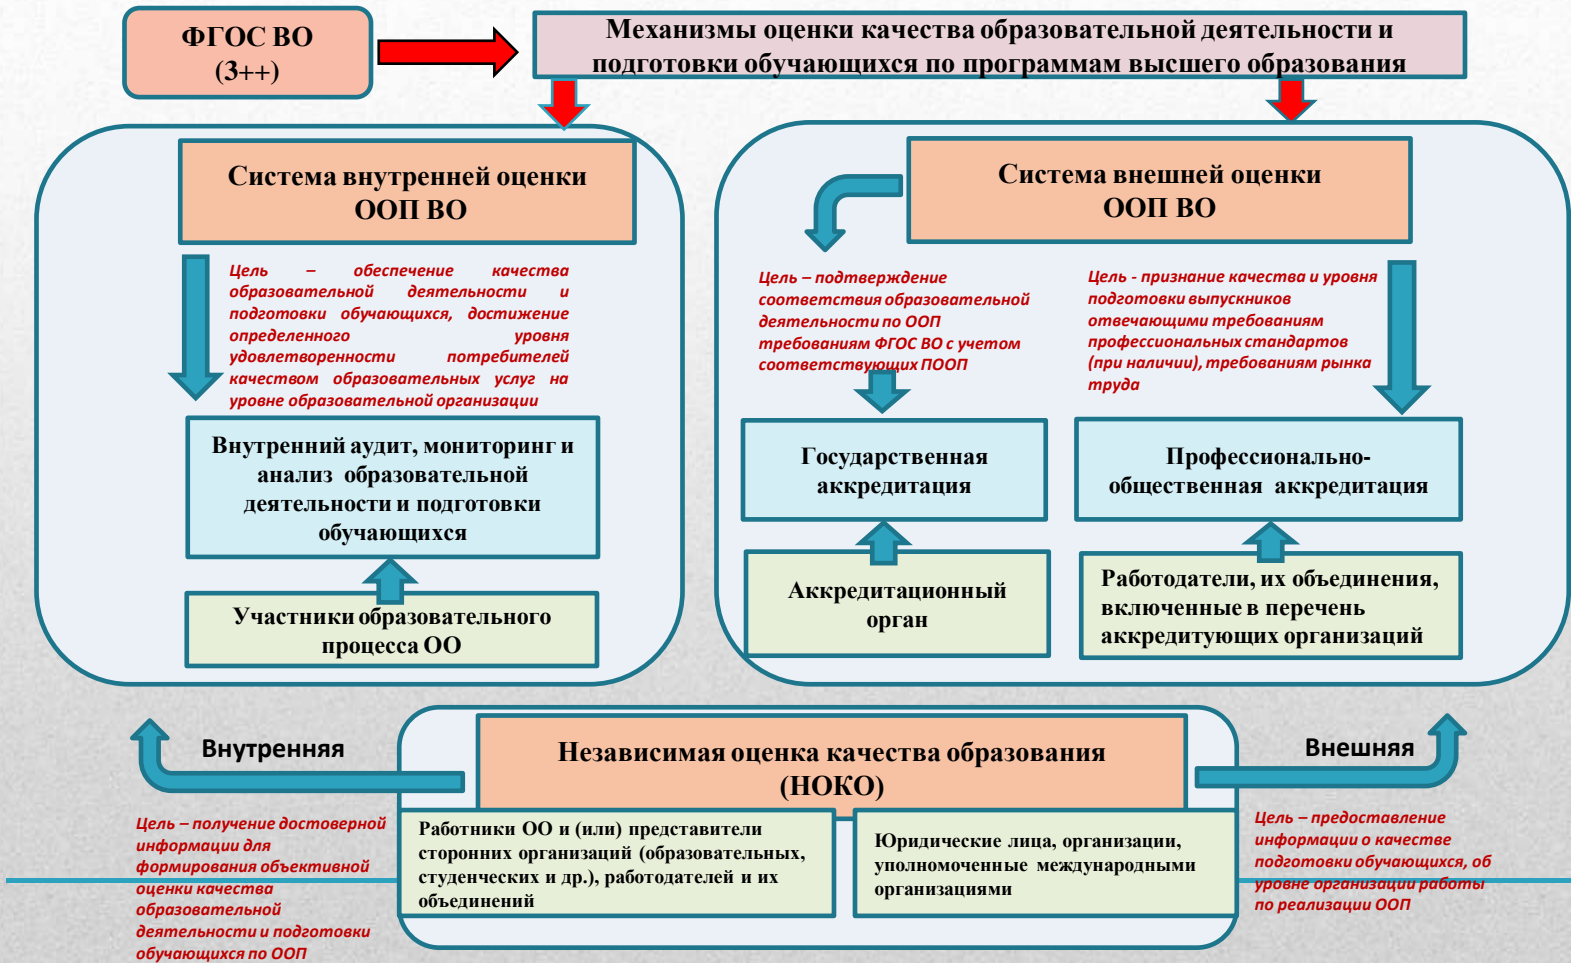 ФГОС ВО
(3++)
Механизмы оценки качества образовательной деятельности и
подготовки обучающихся по программам высшего образования
Система внутренней оценки
ООП ВО
Цель – обеспечение качества
образовательной деятельности и
подготовки обучающихся, достижение
определенного уровня
удовлетворенности потребителей
качеством образовательных услуг на
уровне образовательной организации
Внутренний аудит, мониторинг и
анализ образовательной
деятельности и подготовки
обучающихся
Участники образовательного
процесса ОО
Система внешней оценки
ООП ВО
Цель – подтверждение
соответствия образовательной
деятельности по ООП
требованиям ФГОС ВО с учетом
соответствующих ПООП
Цель - признание качества и уровня
подготовки выпускников
отвечающими требованиям
профессиональных стандартов
(при наличии), требованиям рынка
труда
Государственная
аккредитация
Профессионально-
общественная аккредитация
Аккредитационный
орган
Работодатели, их объединения,
включенные в перечень
аккредитующих организаций
Внутренняя
Независимая оценка качества образования
(НОКО)
Внешняя
Цель – получение достоверной
информации для
формирования объективной
оценки качества
образовательной
деятельности и подготовки
обучающихся по ООП
Работники ОО и (или) представители
сторонних организаций (образовательных,
студенческих и др.), работодателей и их
объединений
Юридические лица, организации,
уполномоченные международными
организациями
Цель – предоставление
информации о качестве
подготовки обучающихся, об
уровне организации работы
по реализации ООП